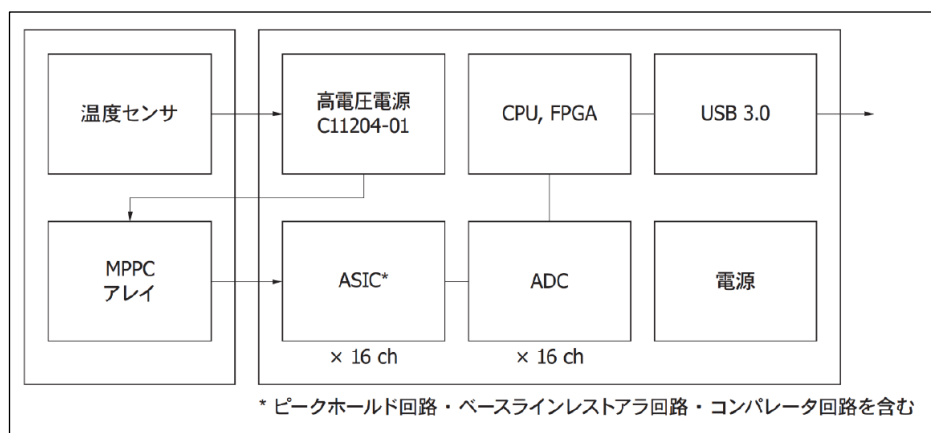 温度センサ
高電圧電源
C11204-01
CPU, FPGA
USB 3.0
MPPC
アレイ
ASIC*
ADC
電源
× 16 ch
× 16 ch
* ピークホールド回路・ベースラインレストアラ回路・コンパレータ回路を含む